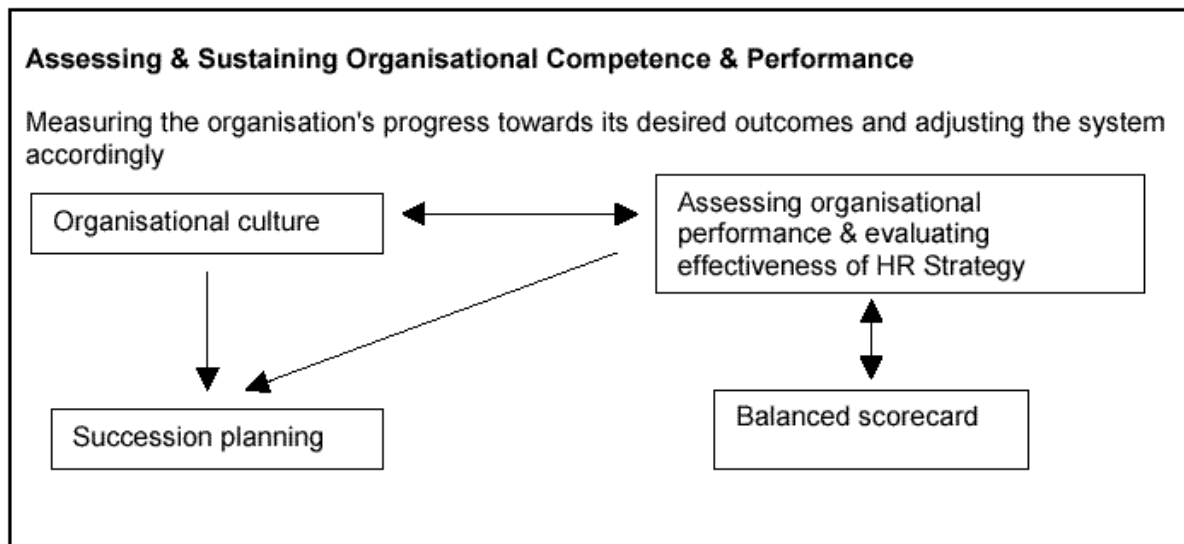 Assessing & Sustaining Organisational Competence & Performance
Measuring the organisation's progress towards its desired outcomes and adjusting the system
accordingly
Organisational culture
Assessing organisational
performance & evaluating
effectiveness of HR Strategy
Succession planning
Balanced scorecard